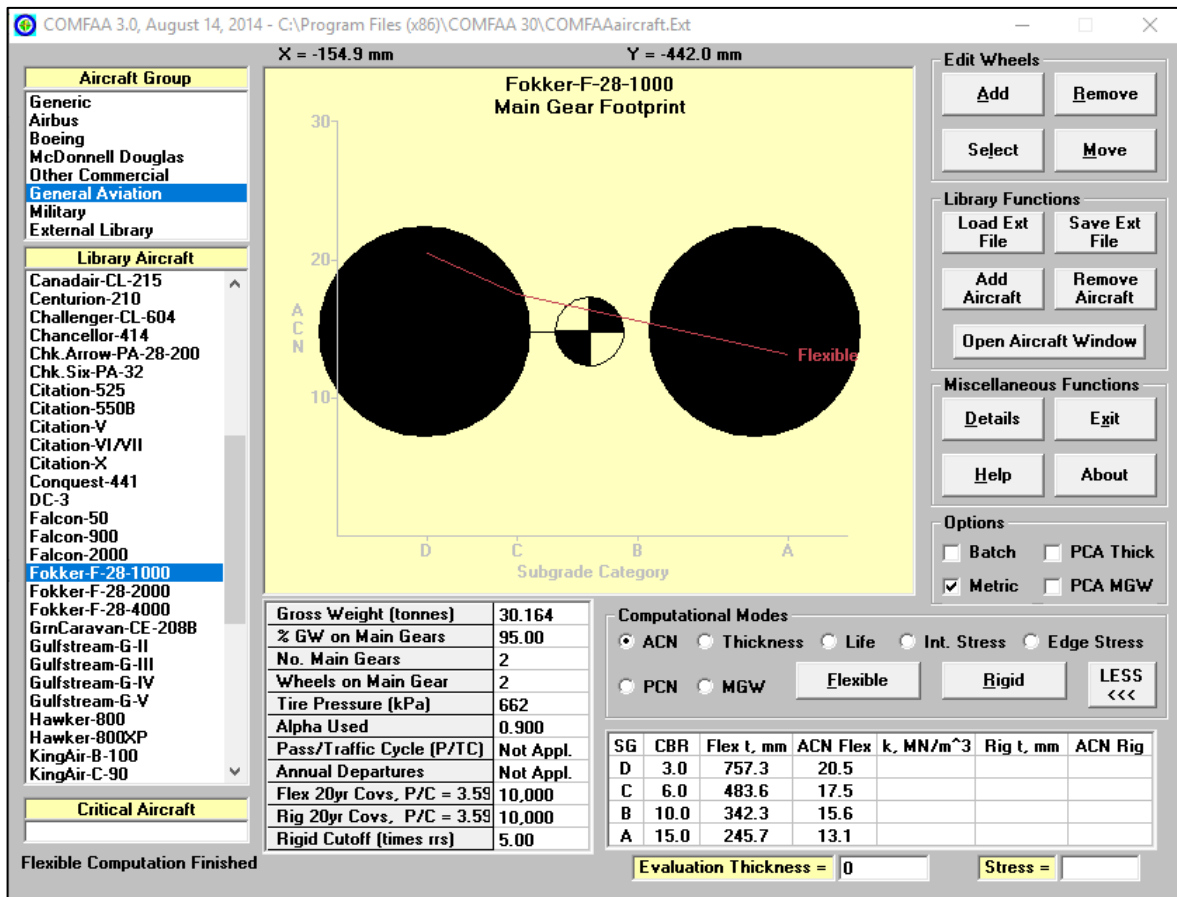 COMFAA 3.0, August 14, 2014 - C:\Program Files (x86)\COMFAA 30\COMFAAaircraft.Ext
X = -154.9 mm
Y = -442.0 mm
Aircraft Group
Generic
Airbus
Boeing
McDonnell Douglas
Other Commercial
General Aviation
Military
External Library
Library Aircraft
Canadair-CL-215
Centurion-210
Challenger-CL-604
Chancellor-414
Chk.Arrow-PA-28-200
Chk.Six-PA-32
Citation-525
Citation-550B
Citation-V
Citation-VI/VII
Citation-X
Conquest-441
DC-3
Falcon-50
Falcon-900
Falcon-2000
Fokker-F-28-1000
Fokker-F-28-2000
Fokker-F-28-4000
GrnCaravan-CE-208B
Gulfstream-G-II
Gulfstream-G-III
Gulfstream-G-IV
Gulfstream-G-V
Hawker-800
Hawker-800XP
KingAir-B-100
KingAir-C-90
Critical Aircraft
Flexible Computation Finished
Fokker-F-28-1000
Main Gear Footprint
30
20
10
ACN
Flexible
D C B A
Subgrade Category
Gross Weight (tonnes) 30.164
% GW on Main Gears 95.00
No. Main Gears 2
Wheels on Main Gear 2
Tire Pressure (kPa) 662
Alpha Used 0.900
Pass/Traffic Cycle (P/TC) Not Appl.
Annual Departures Not Appl.
Flex 20yr Covs, P/C = 3.59 10,000
Rig 20yr Covs, P/C = 3.59 10,000
Rigid Cutoff (times rrs) 5.00
Edit Wheels
Add Remove
Select Move
Library Functions
Load Ext File
Save Ext File
Add Aircraft
Remove Aircraft
Open Aircraft Window
Miscellaneous Functions
Details Exit
Help About
Options
Batch PCA Thick
Metric PCA MGW
Computational Modes
ACN Thickness Life Int. Stress Edge Stress
PCN MGW Flexible Rigid LESS
<<<
SG CBR Flex t, mm ACN Flex k, MN/m^3 Rig t, mm ACN Rig
D 3.0 757.3 20.5
C 6.0 483.6 17.5
B 10.0 342.3 15.6
A 15.0 245.7 13.1
Evaluation Thickness = 0
Stress =